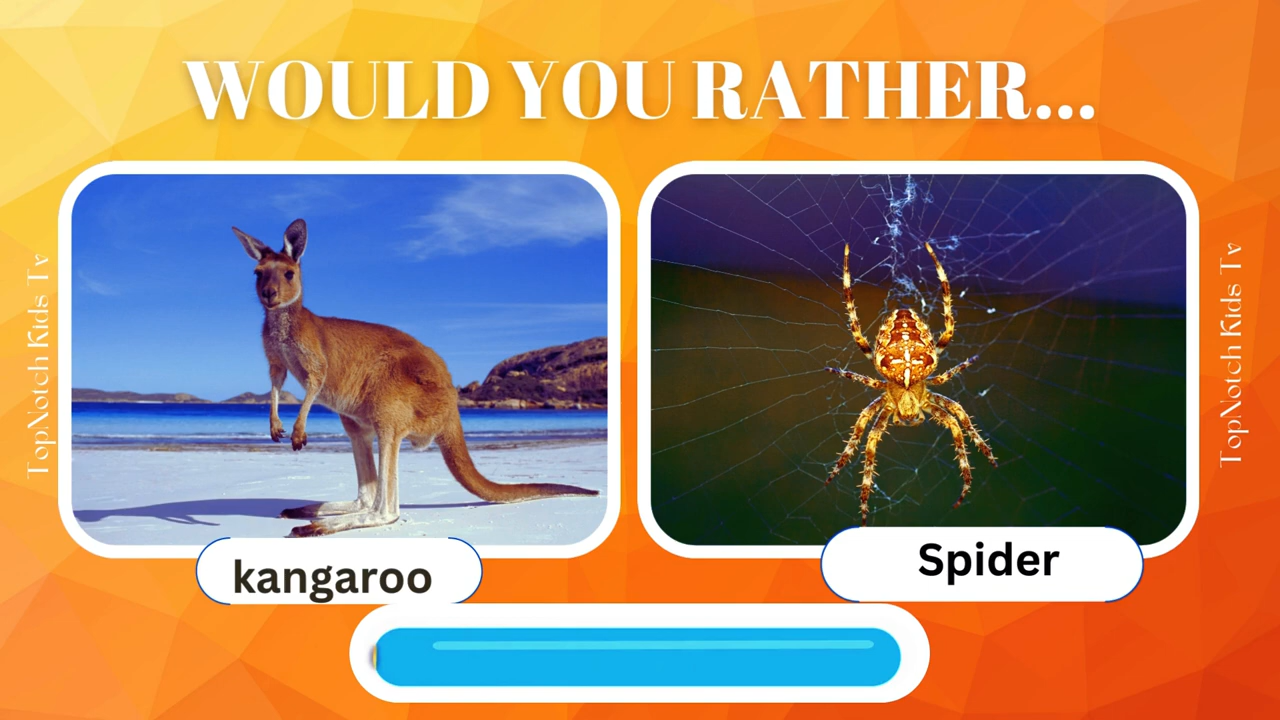 WOULD YOU RATHER...
TopNotch Kids Tv
TopNotch Kids Tv
kangaroo
Spider